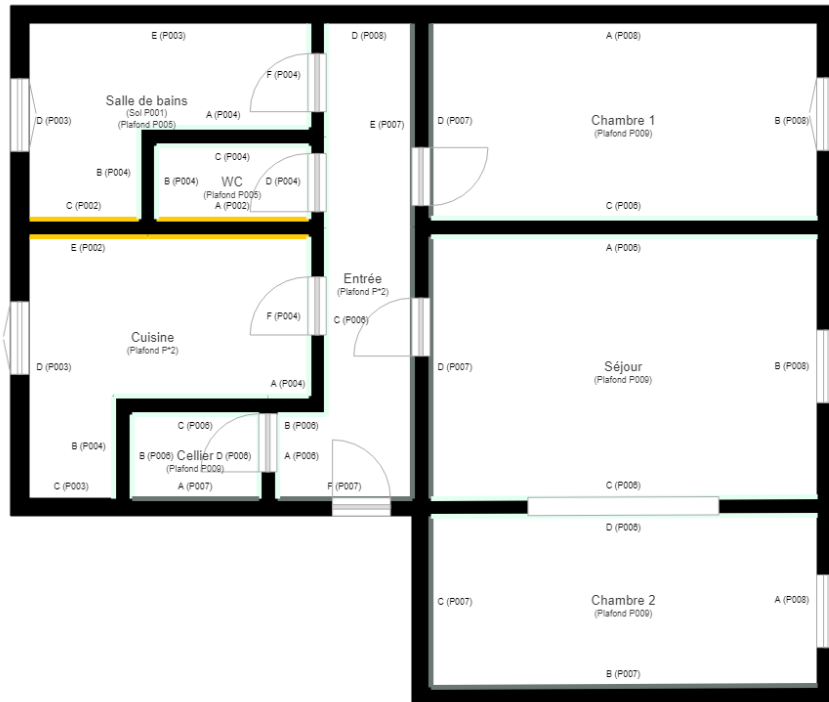 E (P003)
D (P008)
A (P008)
F (P004)
Salle de bains
(Sol P001)
(Plafond P005)
D (P003)
A (P004)
E (P007)
D (P007)
Chambre 1
(Plafond P009)
B (P008)
C (P004)
B (P004)
B (P004)
WC
(Plafond P005)
D (P004)
C (P002)
A (P002)
C (P006)
E (P002)
A (P006)
Entrée
(Plafond P*2)
F (P004)
C (P006)
Cuisine
(Plafond P*2)
D (P003)
D (P007)
Séjour
(Plafond P009)
B (P008)
A (P004)
C (P006)
B (P006)
B (P004)
Cellier
(Plafond P009)
B (P006)
D (P006)
A (P006)
C (P003)
A (P007)
F (P007)
C (P006)
D (P006)
C (P007)
Chambre 2
(Plafond P009)
A (P008)
B (P007)